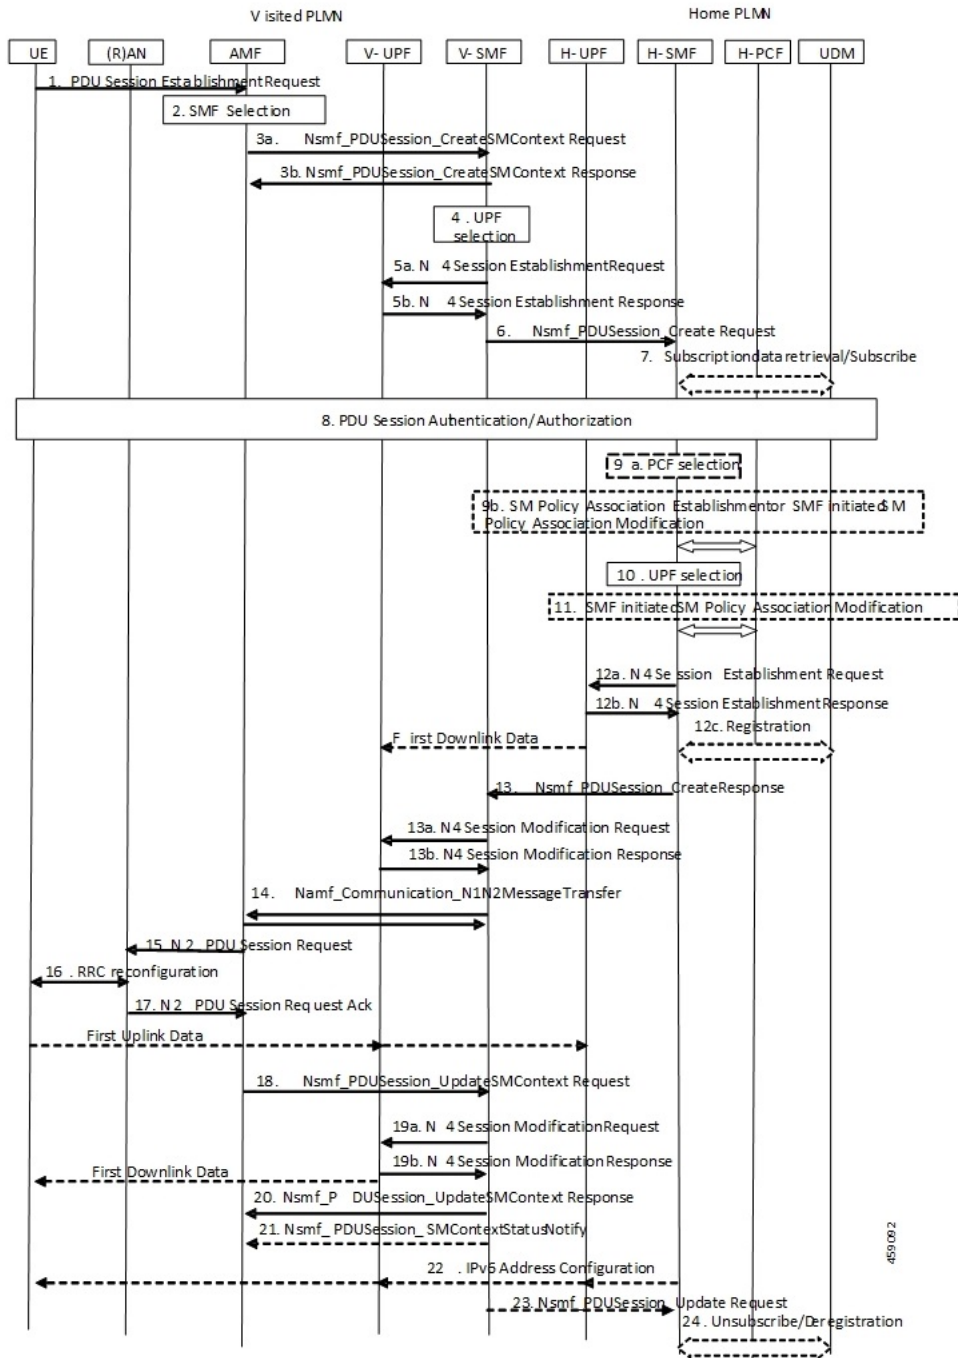 Visited PLMN Home PLMN
UE (R)AN AMF V-UPF V-SMF H-UPF H-SMF H-PCF UDM
1. PDU Session Establishment Request
2. SMF Selection
3a. Nsmf_PDUSession_CreateSMContext Request
3b. Nsmf_PDUSession_CreateSMContext Response
4. UPF
selection
5a. N4 Session Establishment Request
5b. N4 Session Establishment Response
6. Nsmf_PDUSession_Create Request
7. Subscription data retrieval/Subscribe
8. PDU Session Authentication/Authorization
9a. PCF selection
9b. SM Policy Association Establishment or SMF initiated SM
Policy Association Modification
10. UPF selection
11. SMF initiated SM Policy Association Modification
12a. N4 Session Establishment Request
12b. N4 Session Establishment Response
12c. Registration
First Downlink Data
13. Nsmf_PDUSession_Create Response
13a. N4 Session Modification Request
13b. N4 Session Modification Response
14. Namf_Communication_N1N2MessageTransfer
15. N2 PDU Session Request
16. RRC reconfiguration
17. N2 PDU Session Request Ack
First Uplink Data
18. Nsmf_PDUSession_UpdateSMContext Request
19a. N4 Session Modification Request
19b. N4 Session Modification Response
First Downlink Data
20. Nsmf_PDUSession_UpdateSMContext Response
21. Nsmf_PDUSession_SMContextStatusNotify
22. IPv6 Address Configuration
23. Nsmf_PDUSession_Update Request
24. Unsubscribe/Deregistration
459092